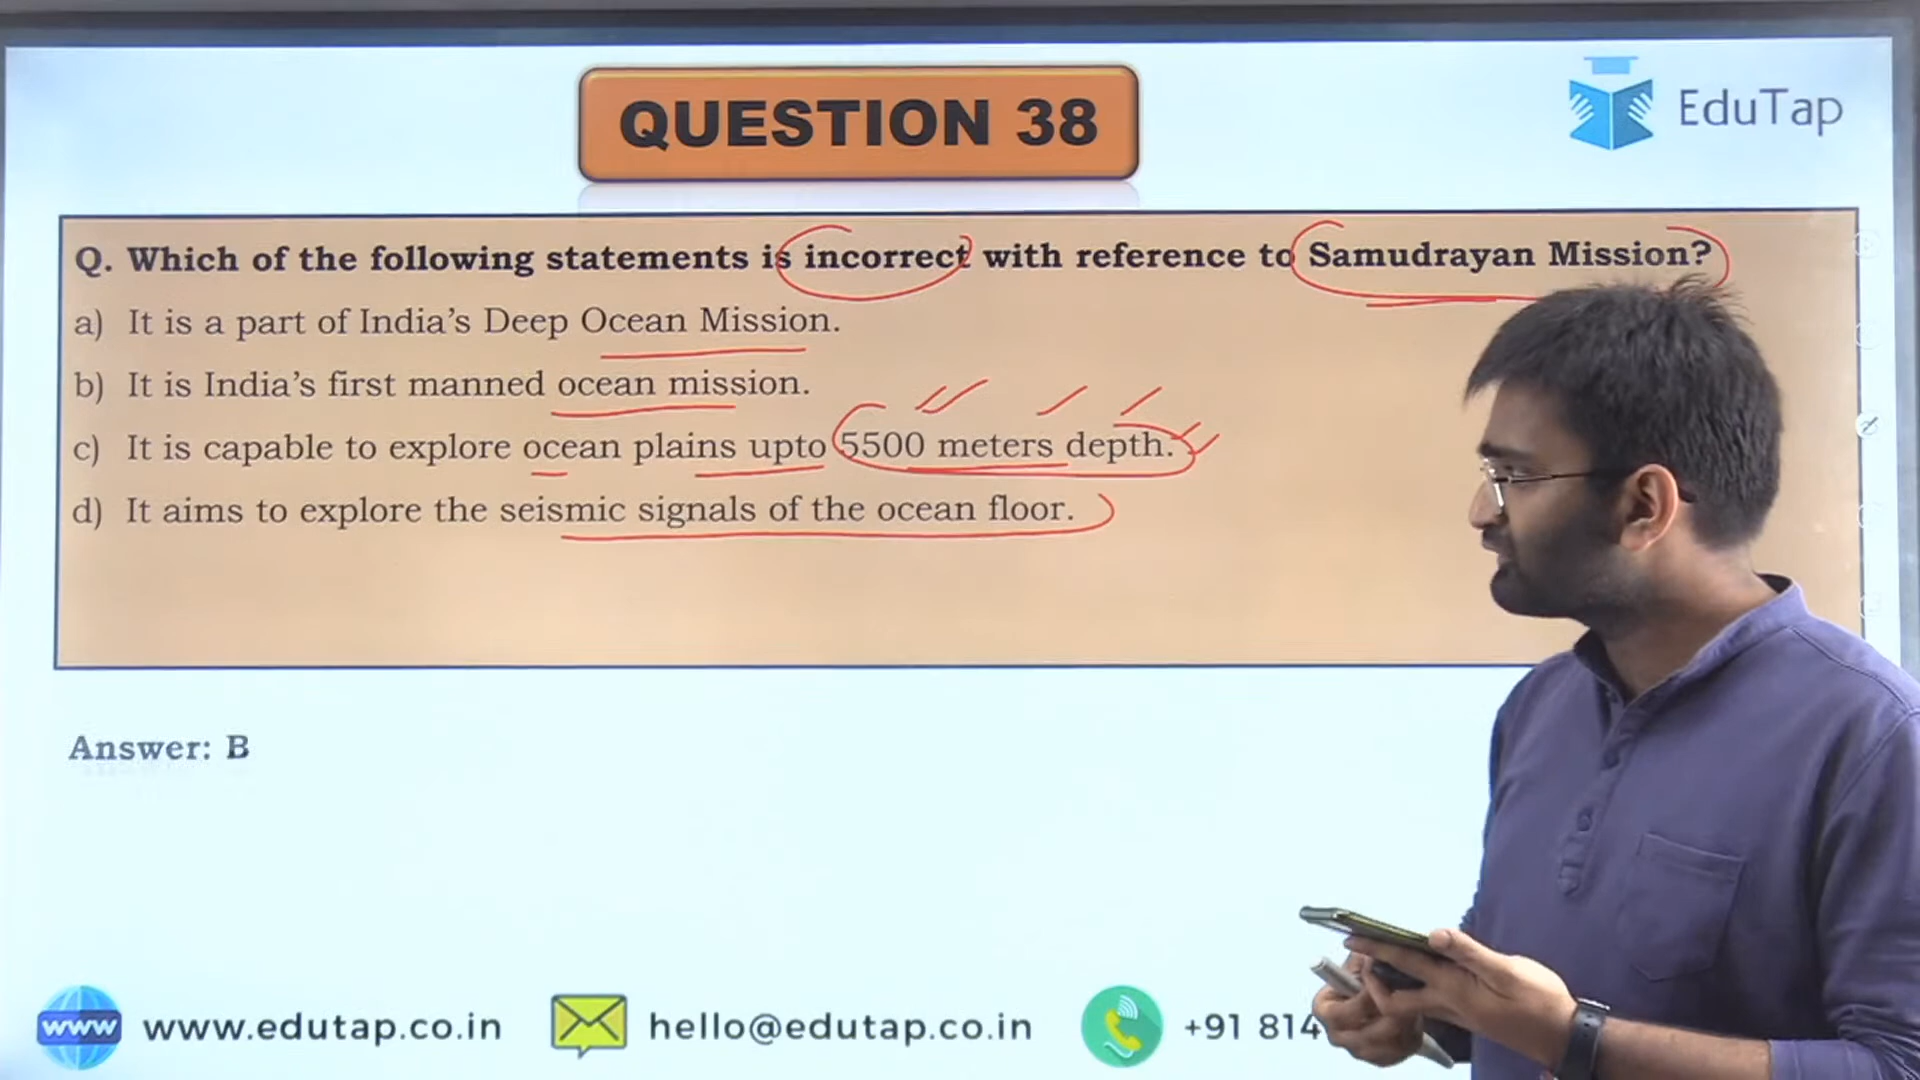 QUESTION 38
EduTap
Q. Which of the following statements is incorrect with reference to Samudrayan Mission?
a) It is a part of India's Deep Ocean Mission.
b) It is India's first manned ocean mission.
c) It is capable to explore ocean plains upto 5500 meters depth.
d) It aims to explore the seismic signals of the ocean floor.
Answer: B
www www.edutap.co.in hello@edutap.co.in +91 814